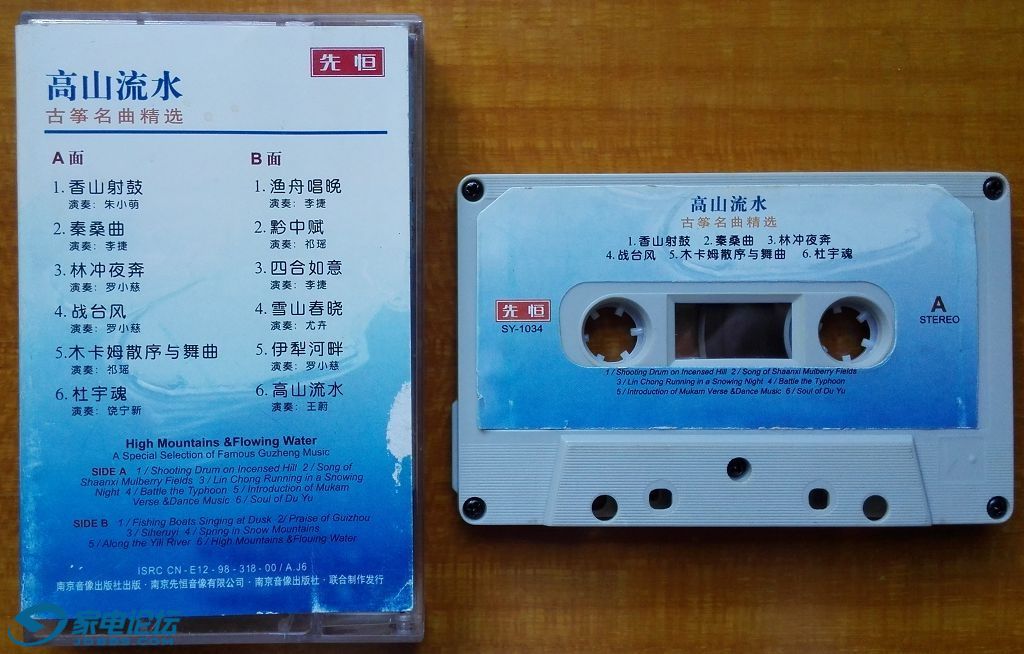 先恒
高山流水
古筝名曲精选
A面
1.香山射鼓
演奏：朱小萌
2.秦桑曲
演奏：李捷
3.林冲夜奔
演奏：罗小慈
4.战台风
演奏：罗小慈
5.木卡姆散序与舞曲
演奏：祁瑶
6.杜宇魂
演奏：饶宁新
B面
1.渔舟唱晚
演奏：李捷
2.黔中赋
演奏：祁瑶
3.四合如意
演奏：李捷
4.雪山春晓
演奏：尤卉
5.伊犁河畔
演奏：罗小慈
6.高山流水
演奏：王蔚
High Mountains &Flowing Water
A Special Selection of Famous Guzheng Music
SIDE A 1 / Shooting Drum on Incensed Hill 2 / Song of
Shaanxi Mulberry Fields 3 / Lin Chong Running in a Snowing
Night 4 / Battle the Typhoon 5 / Introduction of Mukam
Verse &Dance Music 6 / Soul of Du Yu
SIDE B 1 / Fishing Boats Singing at Dusk 2/ Praise of Guizhou
3 / Siheruyi 4 / Spring in Snow Mountains
5 / Along the Yili River 6 / High Mountains &Flouing Water
ISRC CN-E12-98-318-00/A.J6
南京音像出版社出版·南京先恒音像有限公司·南京音像出版社·联合制作发行
家电论坛
高山流水
古筝名曲精选
1.香山射鼓 2.秦桑曲 3.林冲夜奔
4.战台风 5.木卡姆散序与舞曲 6.杜宇魂
先恒
SY-1034
A
STEREO
1 / Shooting Drum on Incensed Hill 2 / Song of Shaanxi Mulberry Fields
3 / Lin Chong Running in a Snowing Night 4 / Battle the Typhoon
5 / Introduction of Mukam Verse &Dance Music 6 / Soul of Du Yu